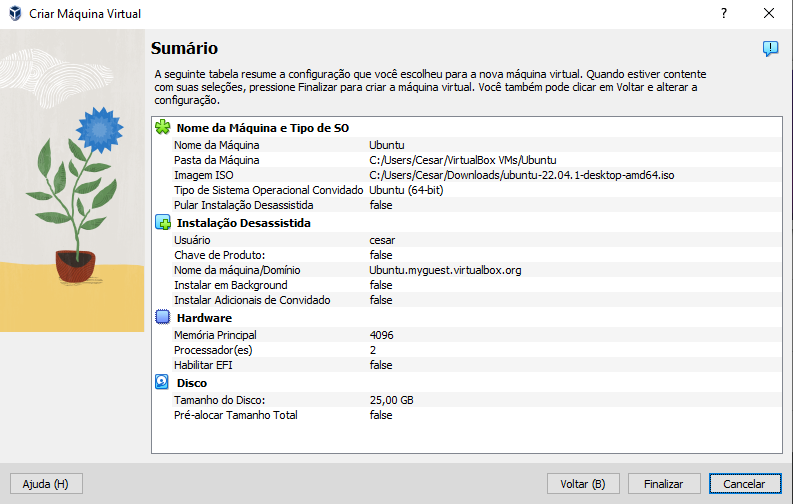 Criar Máquina Virtual
?
Sumário
A seguinte tabela resume a configuração que você escolheu para a nova máquina virtual. Quando estiver contente
com suas seleções, pressione Finalizar para criar a máquina virtual. Você também pode clicar em Voltar e alterar a
configuração.
Nome da Máquina e Tipo de SO
Nome da Máquina Ubuntu
Pasta da Máquina C:/Users/Cesar/VirtualBox VMs/Ubuntu
Imagem ISO C:/Users/Cesar/Downloads/ubuntu-22.04.1-desktop-amd64.iso
Tipo de Sistema Operacional Convidado Ubuntu (64-bit)
Pular Instalação Desassistida false
Instalação Desassistida
Usuário cesar
Chave de Produto: false
Nome da máquina/Domínio Ubuntu.myguest.virtualbox.org
Instalar em Background false
Instalar Adicionais de Convidado false
Hardware
Memória Principal 4096
Processador(es) 2
Habilitar EFI false
Disco
Tamanho do Disco: 25,00 GB
Pré-alocar Tamanho Total false
Ajuda (H) Voltar (B) Finalizar Cancelar